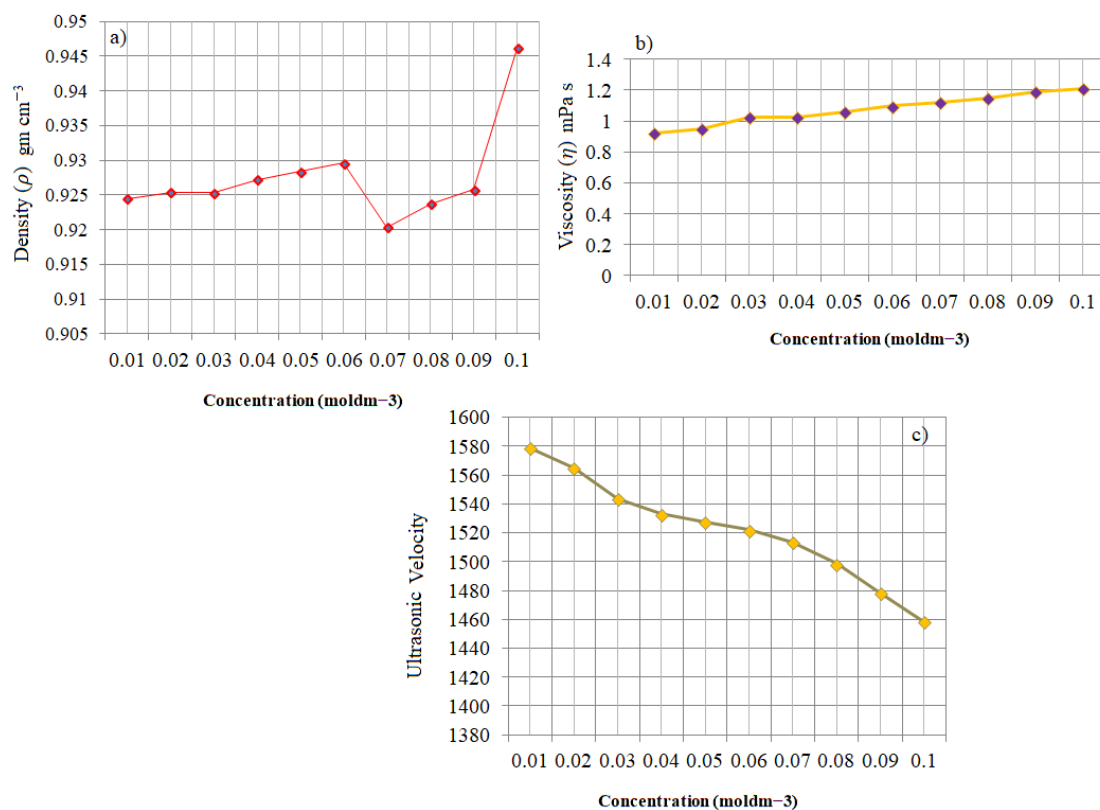 a)
Density (ρ) gm cm⁻³
0.95
0.945
0.94
0.935
0.93
0.925
0.92
0.915
0.91
0.905
0.01 0.02 0.03 0.04 0.05 0.06 0.07 0.08 0.09 0.1
Concentration (moldm−3)
b)
Viscosity (η) mPa s
1.4
1.2
1
0.8
0.6
0.4
0.2
0
0.01 0.02 0.03 0.04 0.05 0.06 0.07 0.08 0.09 0.1
Concentration (moldm−3)
c)
Ultrasonic Velocity
1600
1580
1560
1540
1520
1500
1480
1460
1440
1420
1400
1380
0.01 0.02 0.03 0.04 0.05 0.06 0.07 0.08 0.09 0.1
Concentration (moldm−3)